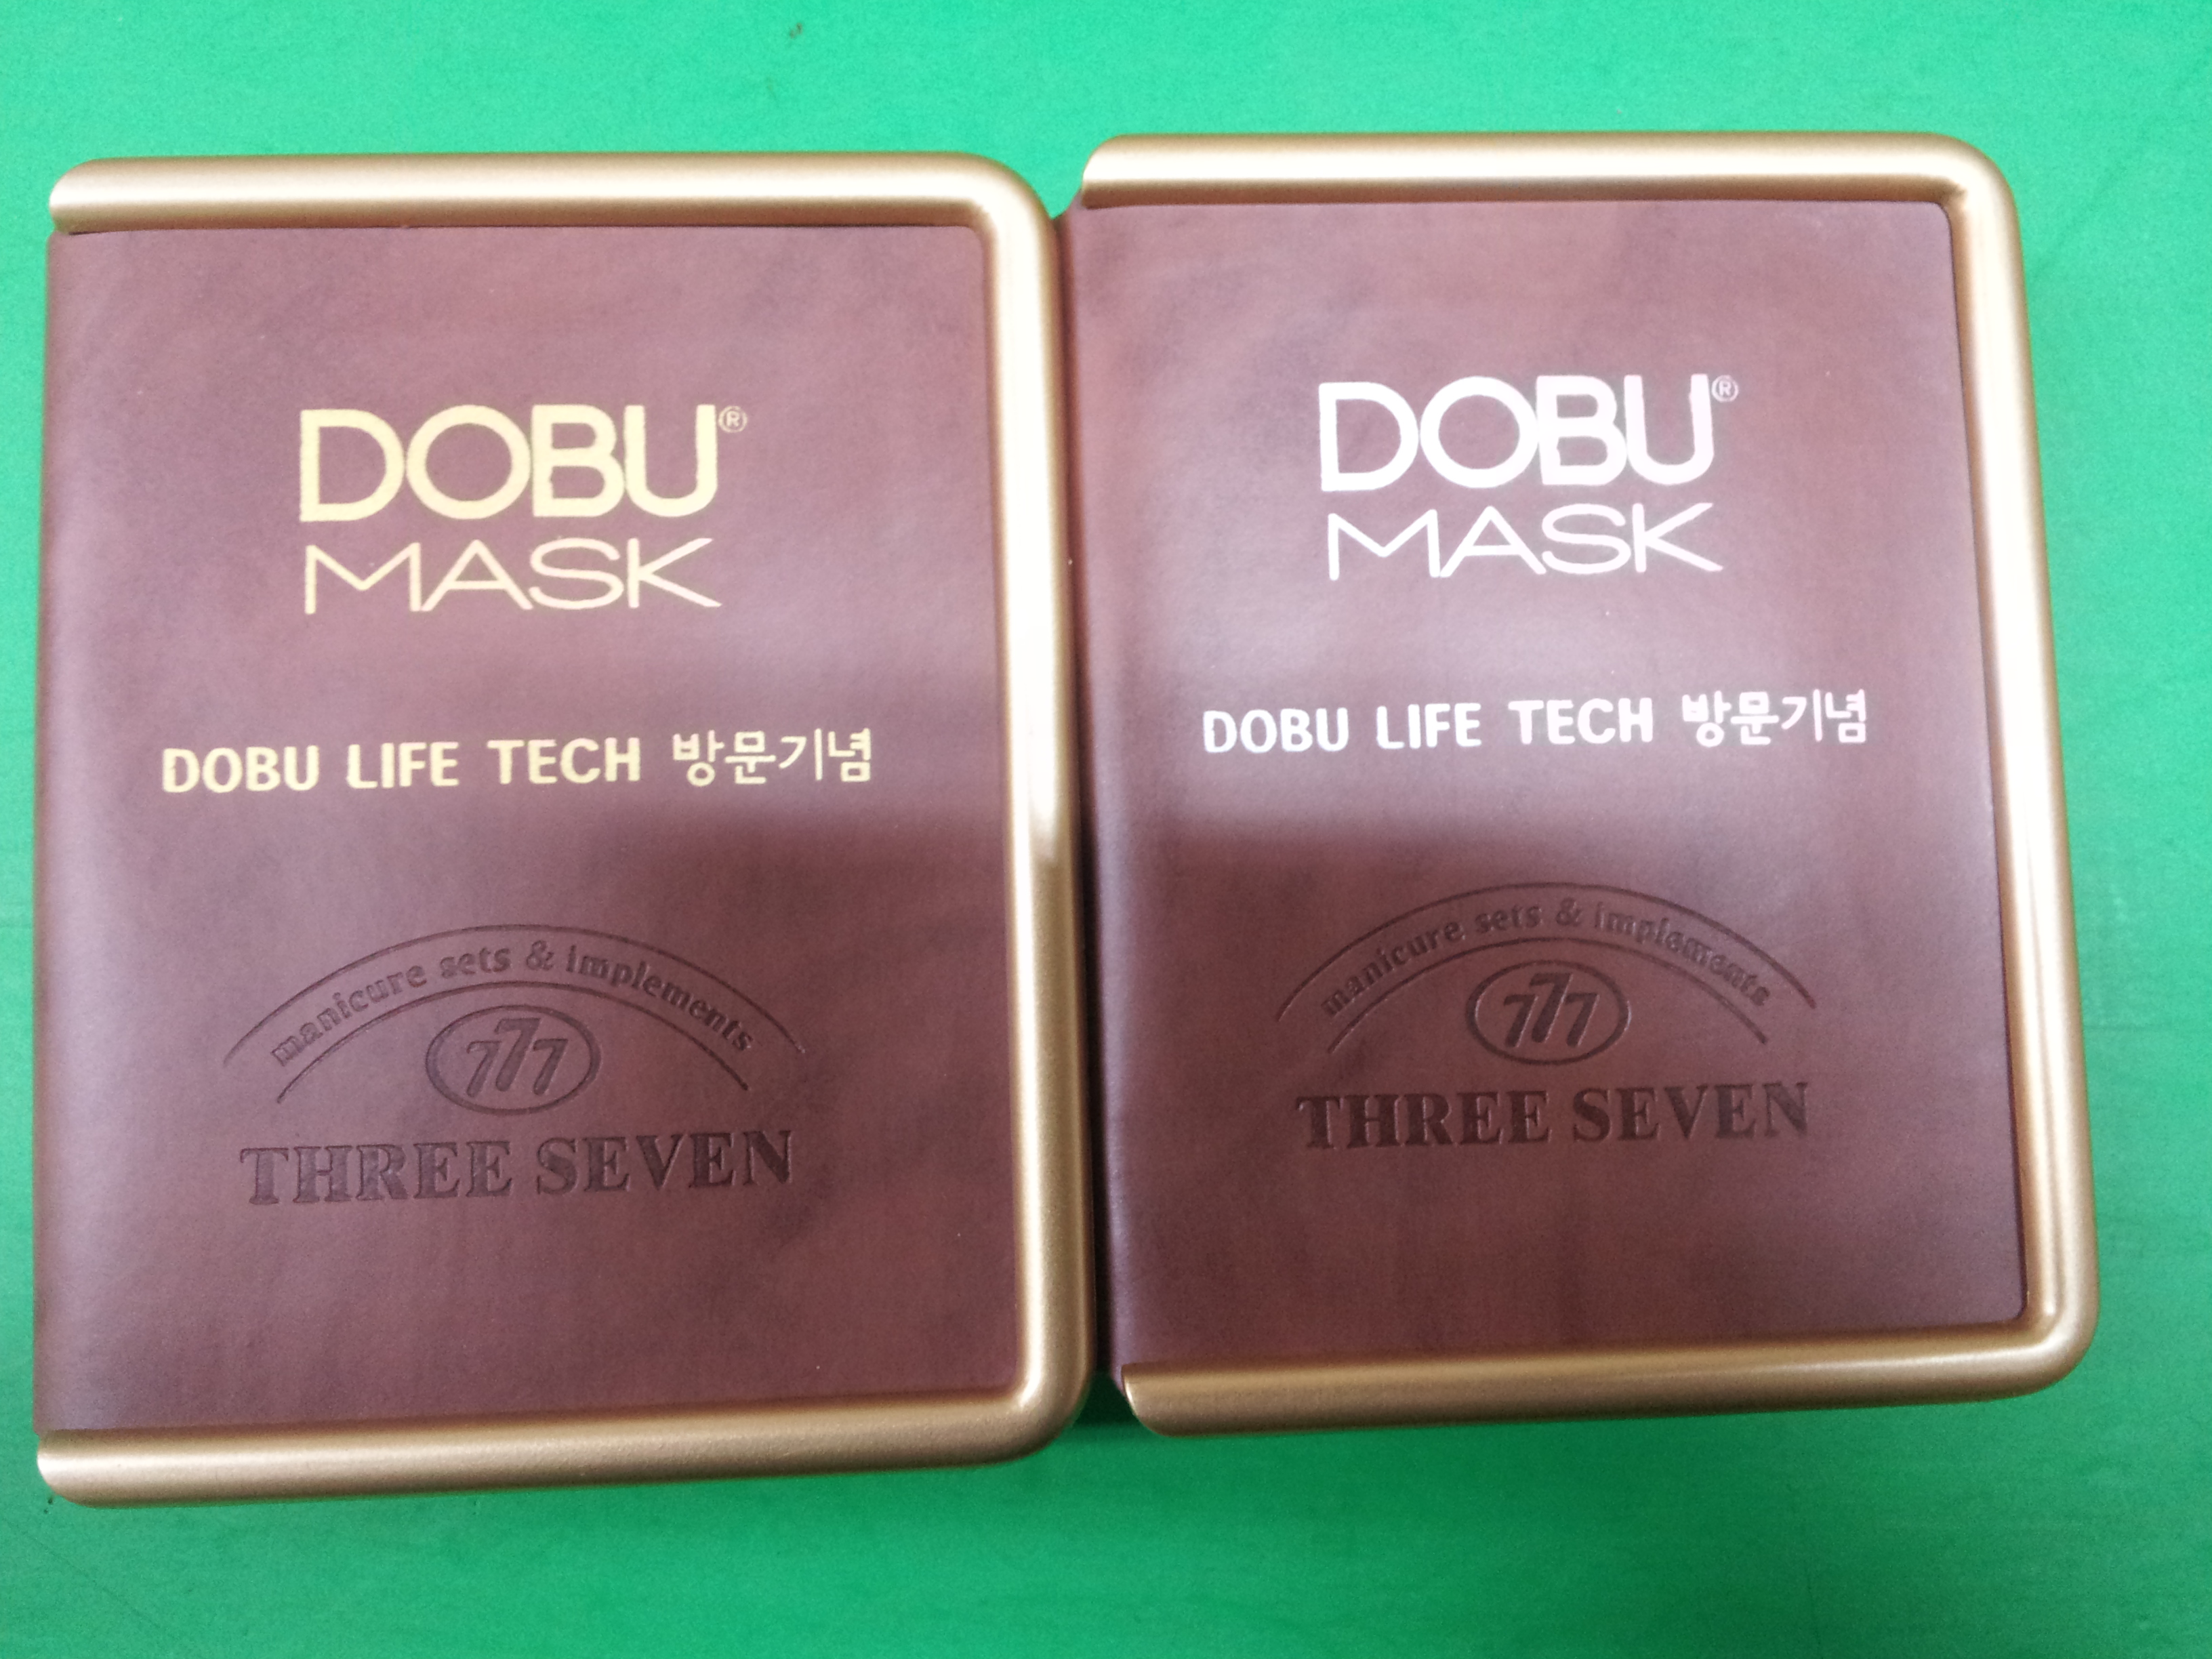 DOBU®
MASK
DOBU LIFE TECH 방문기념
manicure sets & implements
777
THREE SEVEN
DOBU®
MASK
DOBU LIFE TECH 방문기념
manicure sets & implements
777
THREE SEVEN